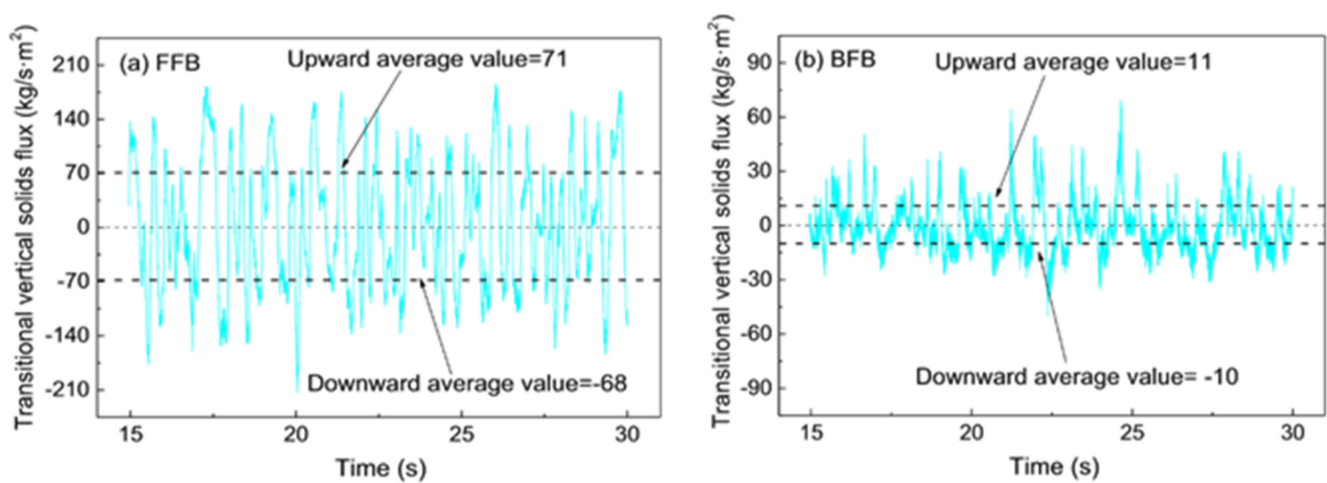 Transitional vertical solids flux (kg/s·m²)
(a) FFB
Upward average value=71
210
140
70
0
-70
-140
-210
Downward average value=-68
15
20
25
30
Time (s)
Transitional vertical solids flux (kg/s·m²)
(b) BFB
Upward average value=11
90
60
30
0
-30
-60
-90
Downward average value= -10
15
20
25
30
Time (s)